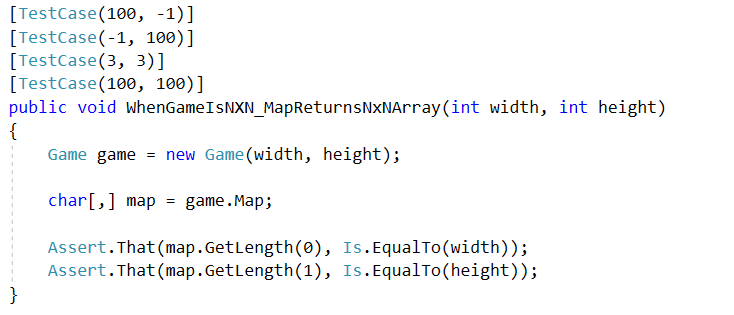 [TestCase(100, -1)]
[TestCase(-1, 100)]
[TestCase(3, 3)]
[TestCase(100, 100)]
public void WhenGameIsNXN_MapReturnsNxNArray(int width, int height)
{
    Game game = new Game(width, height);

    char[,] map = game.Map;

    Assert.That(map.GetLength(0), Is.EqualTo(width));
    Assert.That(map.GetLength(1), Is.EqualTo(height));
}